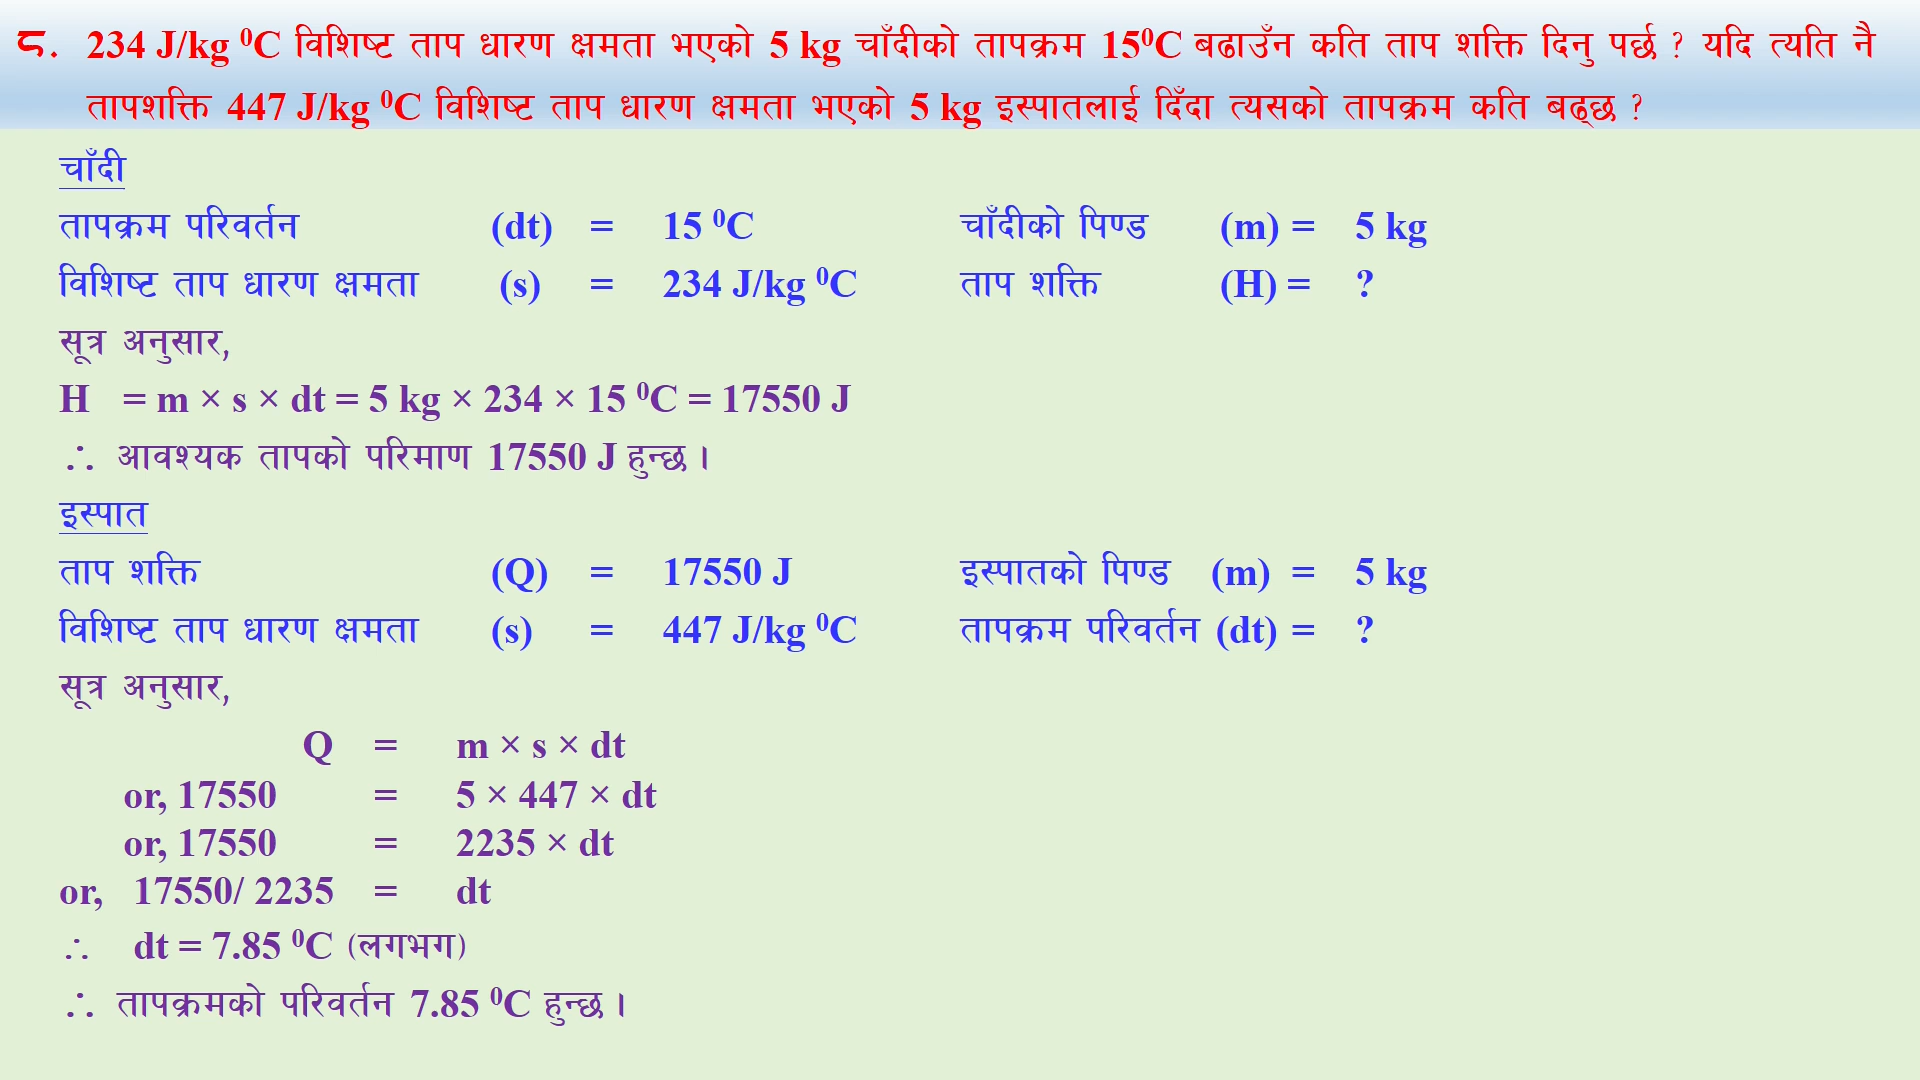 ८. 234 J/kg ⁰C विशिष्ट ताप धारण क्षमता भएको 5 kg चाँदीको तापक्रम 15⁰C बढाउँन कति ताप शक्ति दिनु पर्छ ? यदि त्यति नै
तापशक्ति 447 J/kg ⁰C विशिष्ट ताप धारण क्षमता भएको 5 kg इस्पातलाई दिँदा त्यसको तापक्रम कति बढ्छ ?
चाँदी
तापक्रम परिवर्तन (dt) = 15 ⁰C चाँदीको पिण्ड (m) = 5 kg
विशिष्ट ताप धारण क्षमता (s) = 234 J/kg ⁰C ताप शक्ति (H) = ?
सूत्र अनुसार,
H = m × s × dt = 5 kg × 234 × 15 ⁰C = 17550 J
∴ आवश्यक तापको परिमाण 17550 J हुन्छ ।
इस्पात
ताप शक्ति (Q) = 17550 J इस्पातको पिण्ड (m) = 5 kg
विशिष्ट ताप धारण क्षमता (s) = 447 J/kg ⁰C तापक्रम परिवर्तन (dt) = ?
सूत्र अनुसार,
Q = m × s × dt
or, 17550 = 5 × 447 × dt
or, 17550 = 2235 × dt
or, 17550/ 2235 = dt
∴ dt = 7.85 ⁰C (लगभग)
∴ तापक्रमको परिवर्तन 7.85 ⁰C हुन्छ ।